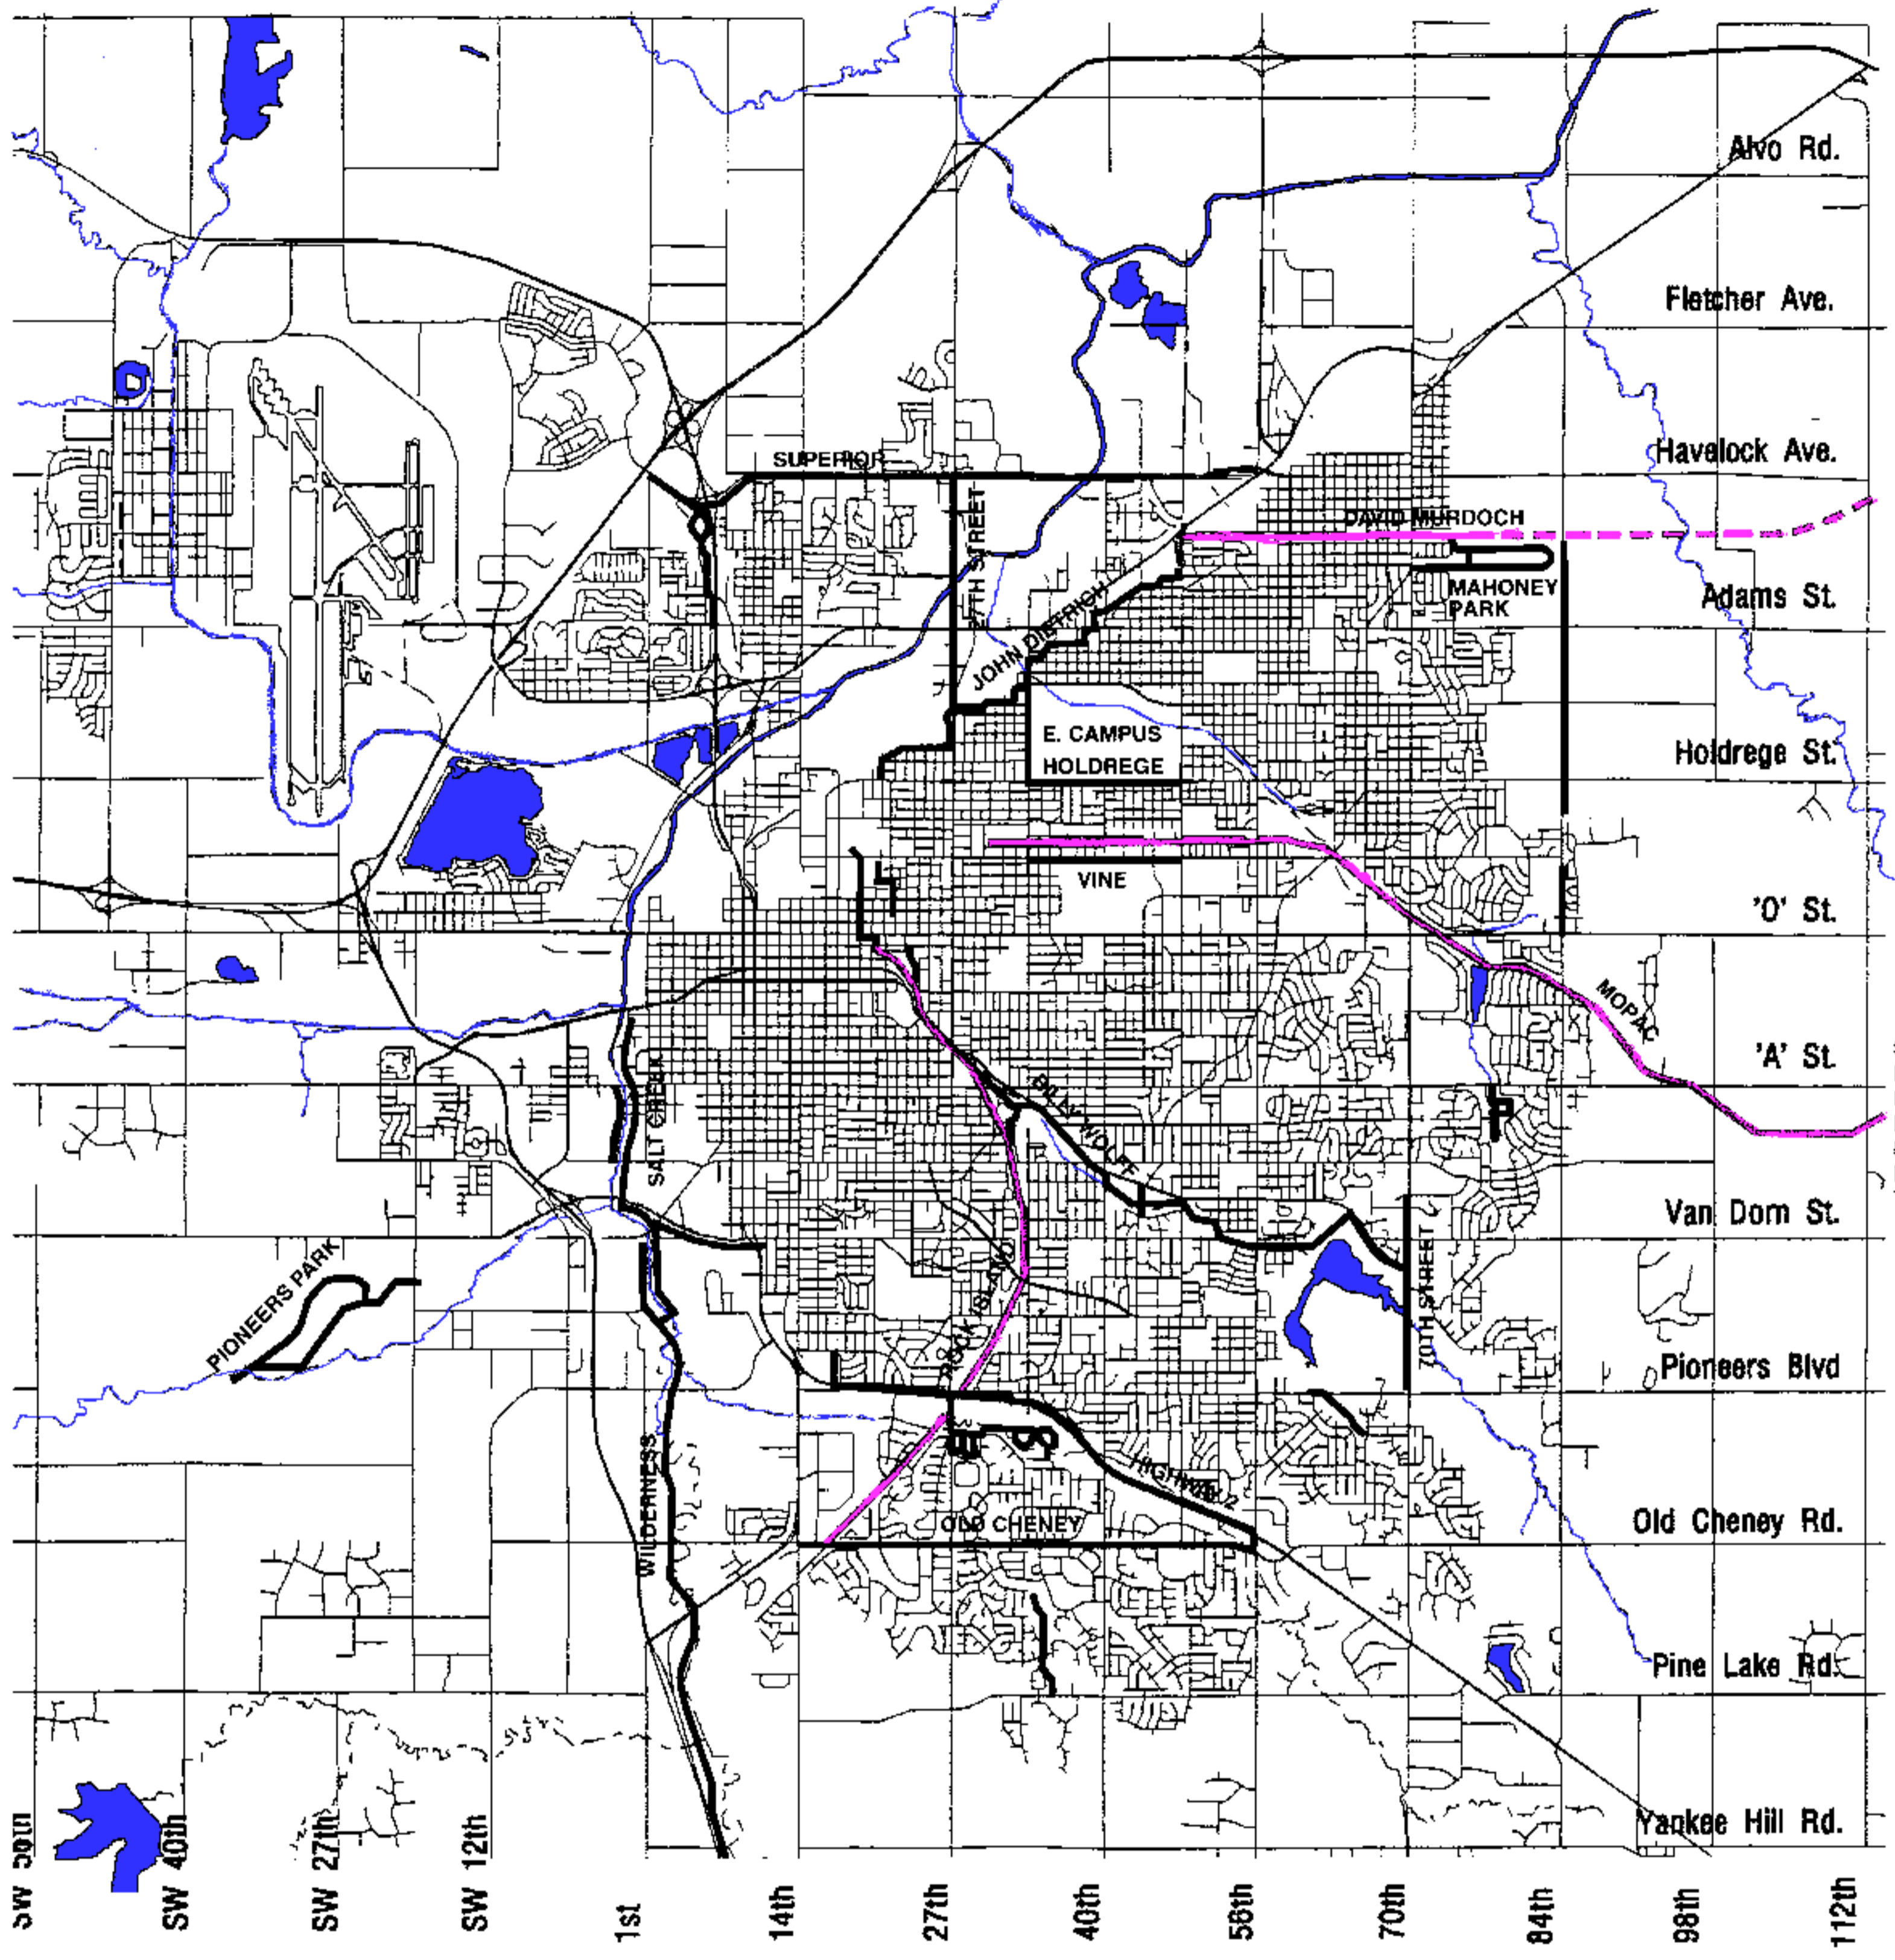 Alvo Rd.
Fletcher Ave.
SUPERIOR
Havelock Ave.
27TH STREET
DAVID MURDOCH
JOHN DIETRICH
MAHONEY
PARK
Adams St.
E. CAMPUS
HOLDREGE
Holdrege St.
VINE
'O' St.
MOPAC
'A' St.
SALT CREEK
BILLY WOLFF
Van Dorn St.
PIONEERS PARK
ROCK ISLAND
70TH STREET
Pioneers Blvd
WILDERNESS
HIGHWAY 2
OLD CHENEY
Old Cheney Rd.
Pine Lake Rd.
Yankee Hill Rd.
SW 56th
SW 40th
SW 27th
SW 12th
1st
14th
27th
40th
56th
70th
84th
98th
112th